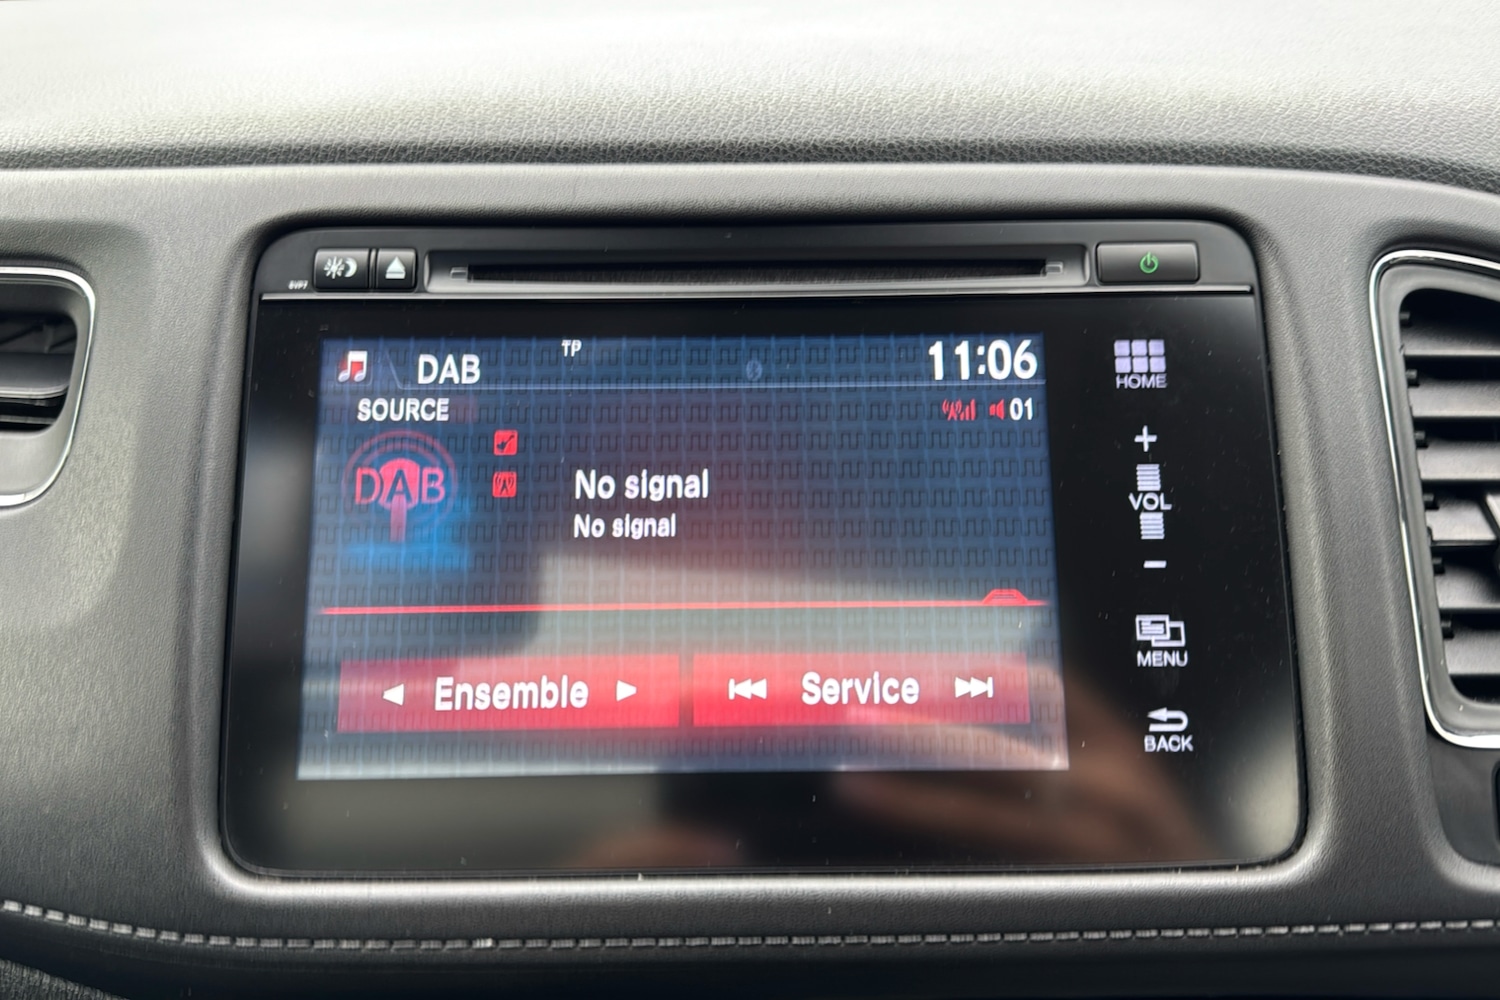 DAB
TP
11:06
SOURCE
01
DAB
No signal
No signal
Ensemble
Service
HOME
+
VOL
−
MENU
BACK